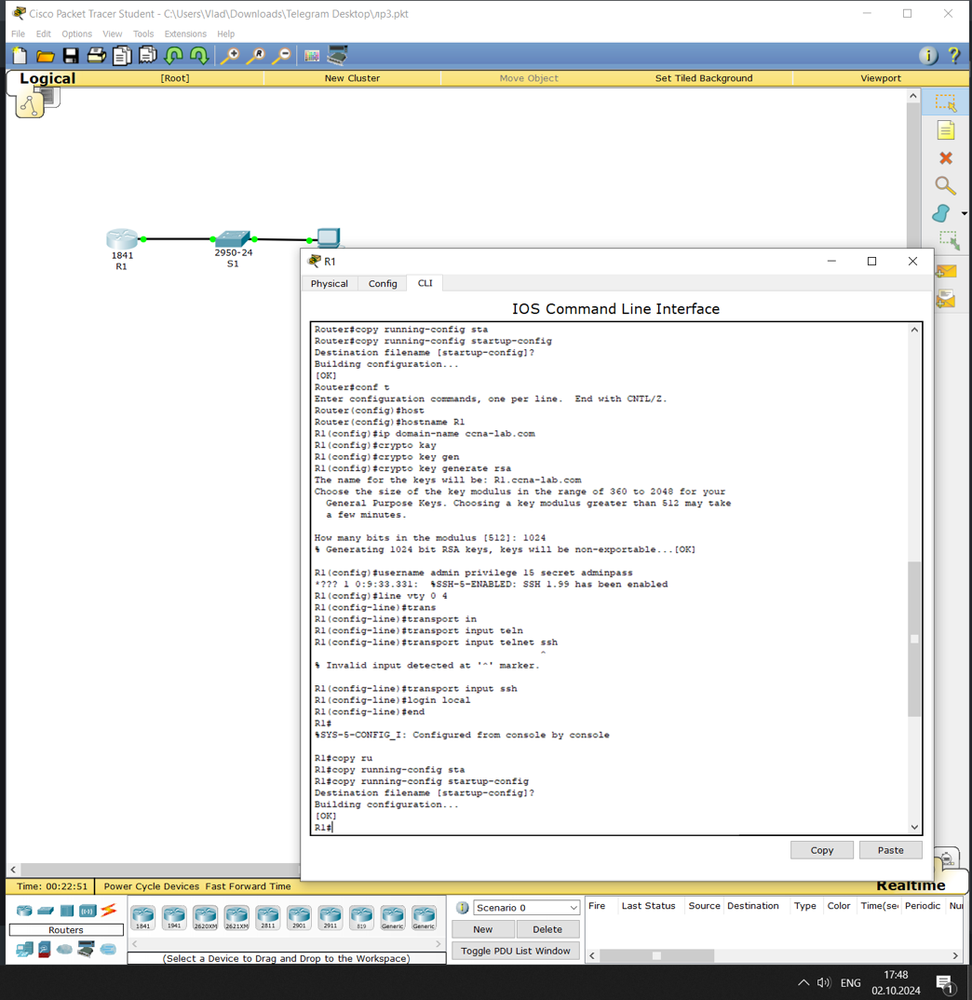 Cisco Packet Tracer Student - C:\Users\Vlad\Downloads\Telegram Desktop\лр3.pkt
File Edit Options View Tools Extensions Help
Logical [Root] New Cluster Move Object Set Tiled Background Viewport
1841
R1
2950-24
S1
R1
Physical Config CLI
IOS Command Line Interface
Router#copy running-config sta
Router#copy running-config startup-config
Destination filename [startup-config]?
Building configuration...
[OK]
Router#conf t
Enter configuration commands, one per line.  End with CNTL/Z.
Router(config)#host
Router(config)#hostname R1
R1(config)#ip domain-name ccna-lab.com
R1(config)#crypto kay
R1(config)#crypto key gen
R1(config)#crypto key generate rsa
The name for the keys will be: R1.ccna-lab.com
Choose the size of the key modulus in the range of 360 to 2048 for your
General Purpose Keys. Choosing a key modulus greater than 512 may take
a few minutes.
How many bits in the modulus [512]: 1024
% Generating 1024 bit RSA keys, keys will be non-exportable...[OK]
R1(config)#username admin privilege 15 secret adminpass
*??? 1 0:9:33.331:  %SSH-5-ENABLED: SSH 1.99 has been enabled
R1(config)#line vty 0 4
R1(config-line)#trans
R1(config-line)#transport in
R1(config-line)#transport input teln
R1(config-line)#transport input telnet ssh
^
% Invalid input detected at '^' marker.
R1(config-line)#transport input ssh
R1(config-line)#login local
R1(config-line)#end
R1#
%SYS-5-CONFIG_I: Configured from console by console
R1#copy ru
R1#copy running-config sta
R1#copy running-config startup-config
Destination filename [startup-config]?
Building configuration...
[OK]
R1#
Copy Paste
Time: 00:22:51 Power Cycle Devices Fast Forward Time Realtime
Routers
1841 1941 2620XM 2621XM 2811 2901 2911 819 Generic Generic
(Select a Device to Drag and Drop to the Workspace)
Scenario 0
New Delete
Toggle PDU List Window
Fire Last Status Source Destination Type Color Time(sec Periodic Nu
ENG
17:48
02.10.2024
1